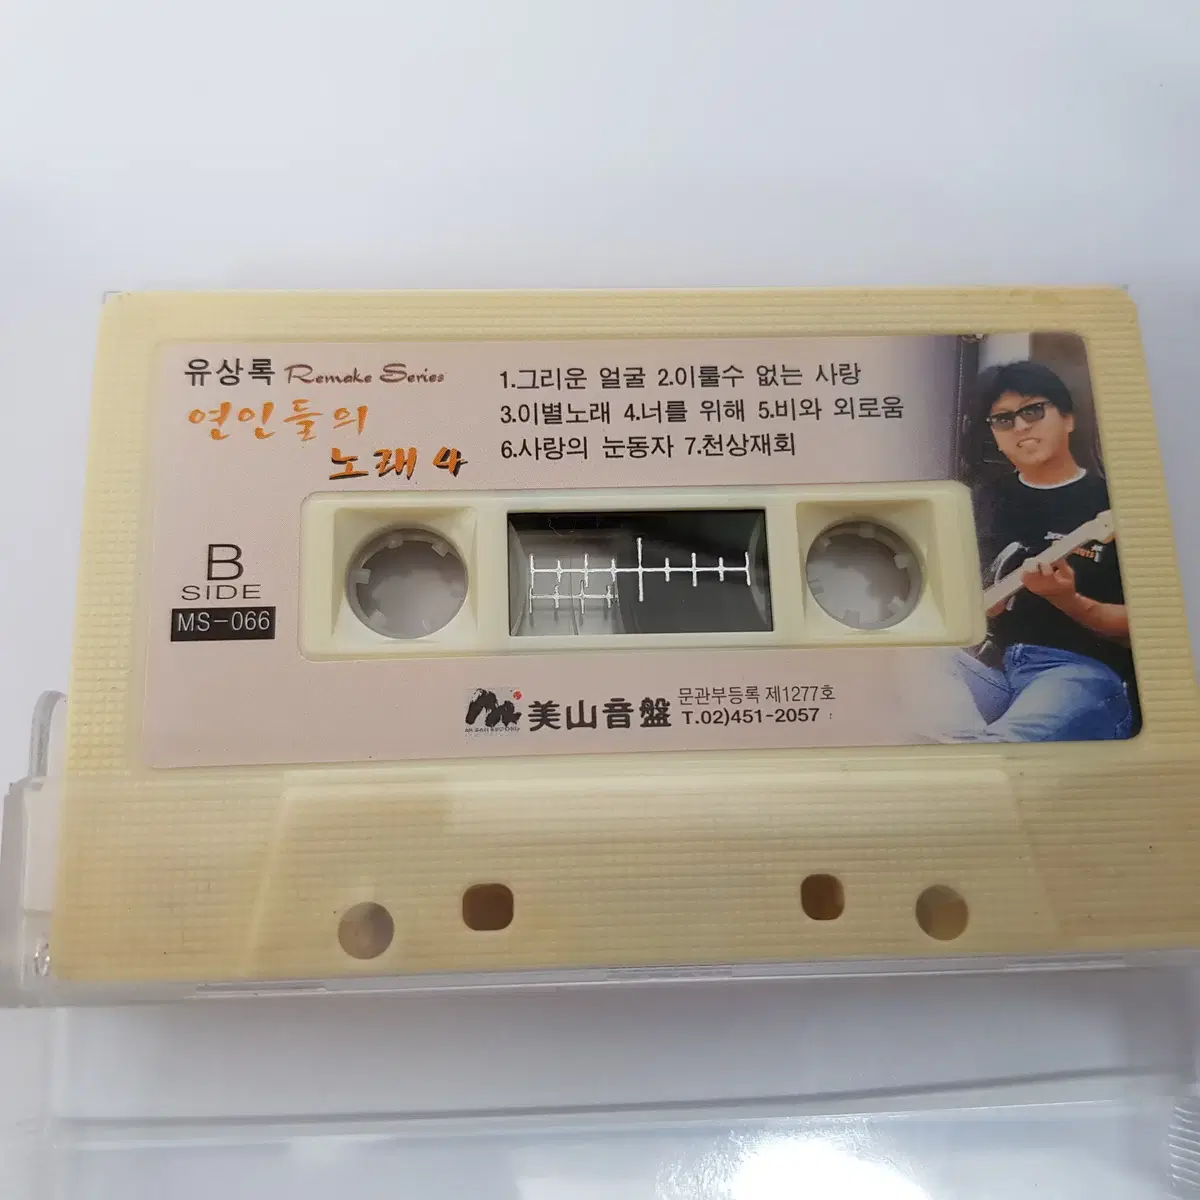 유상록 Remake Series
연인들의
노래 4
1.그리운 얼굴 2.이룰수 없는 사랑
3.이별노래 4.너를 위해 5.비와 외로움
6.사랑의 눈동자 7.천상재회
B
SIDE
MS-066
美山音盤
문관부등록 제1277호
T.02)451-2057